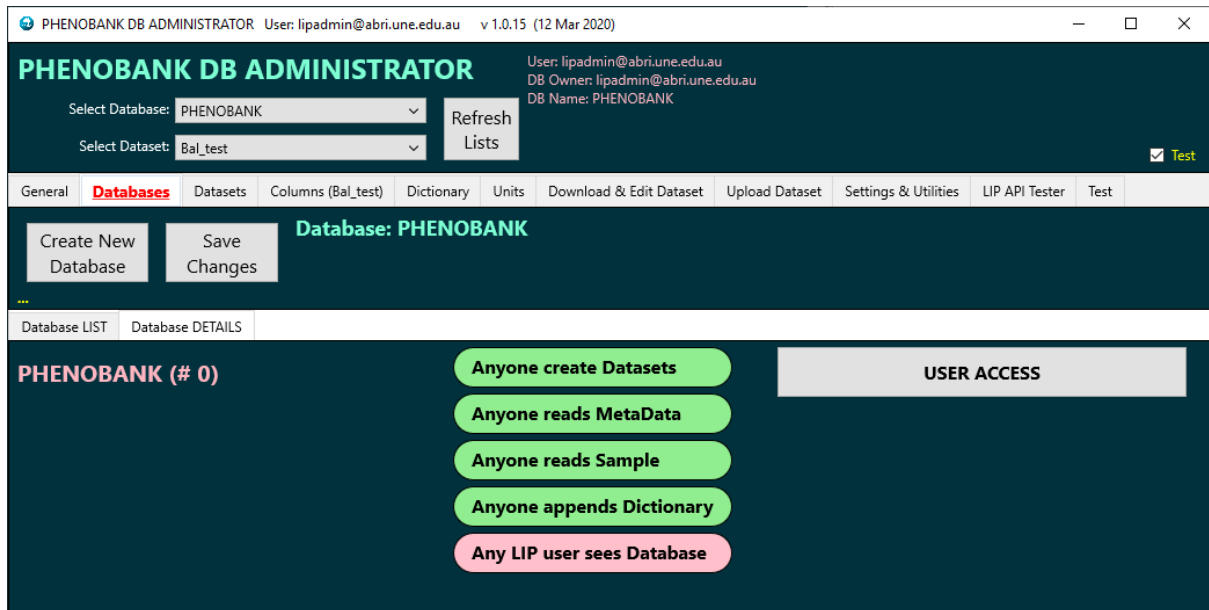 PHENOBANK DB ADMINISTRATOR User: lipadmin@abri.une.edu.au v 1.0.15 (12 Mar 2020)
PHENOBANK DB ADMINISTRATOR
User: lipadmin@abri.une.edu.au
DB Owner: lipadmin@abri.une.edu.au
DB Name: PHENOBANK
Select Database: PHENOBANK
Select Dataset: Bal_test
Refresh
Lists
Test
General Databases Datasets Columns (Bal_test) Dictionary Units Download & Edit Dataset Upload Dataset Settings & Utilities LIP API Tester Test
Create New
Database
Save
Changes
Database: PHENOBANK
...
Database LIST Database DETAILS
PHENOBANK (# 0)
Anyone create Datasets
Anyone reads MetaData
Anyone reads Sample
Anyone appends Dictionary
Any LIP user sees Database
USER ACCESS